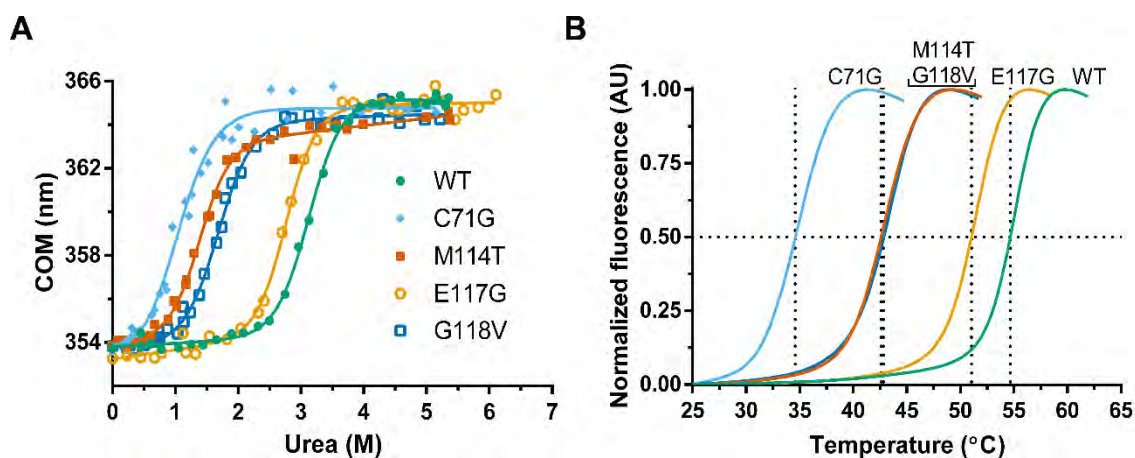 A
COM (nm)
366
362
358
354
0 1 2 3 4 5 6 7
Urea (M)
WT
C71G
M114T
E117G
G118V
B
Normalized fluorescence (AU)
M114T
C71G G118V E117G WT
1.00
0.75
0.50
0.25
0.00
25 30 35 40 45 50 55 60 65
Temperature (°C)